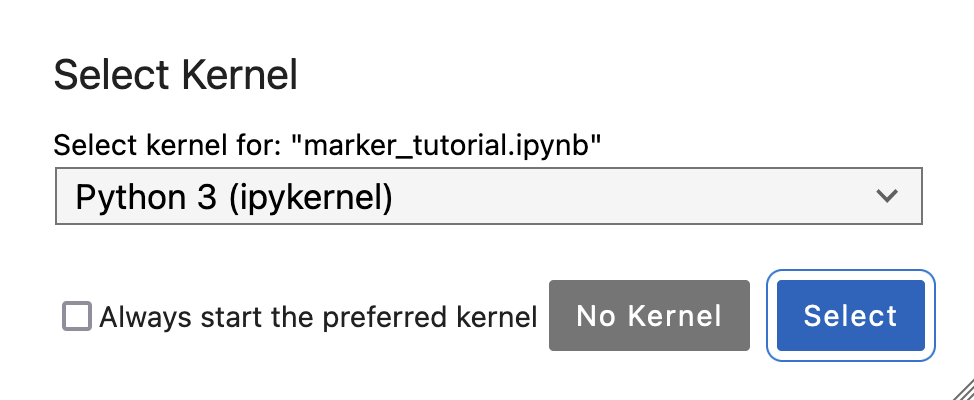 Select Kernel
Select kernel for: "marker_tutorial.ipynb"
Python 3 (ipykernel)
Always start the preferred kernel
No Kernel
Select